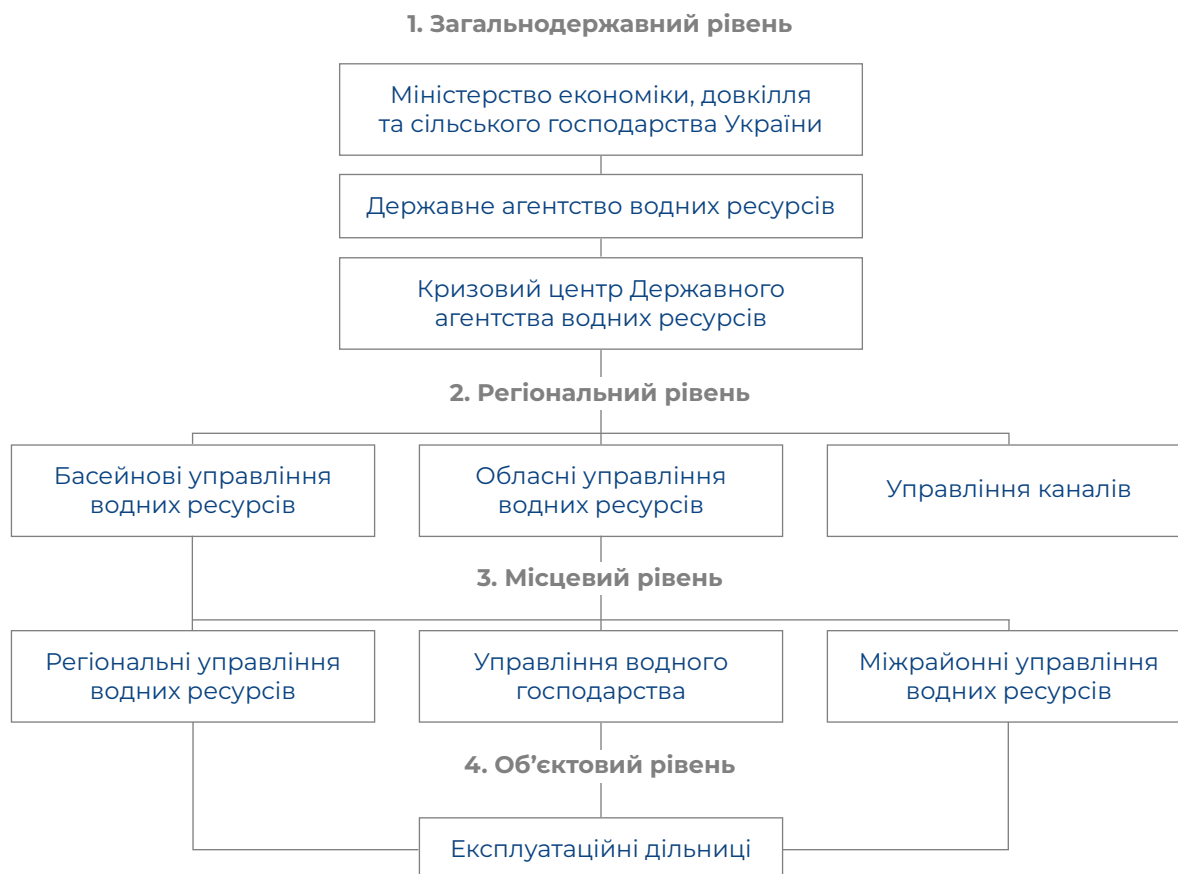 1. Загальнодержавний рівень
Міністерство економіки, довкілля
та сільського господарства України
Державне агентство водних ресурсів
Кризовий центр Державного
агентства водних ресурсів
2. Регіональний рівень
Басейнові управління
водних ресурсів
Обласні управління
водних ресурсів
Управління каналів
3. Місцевий рівень
Регіональні управління
водних ресурсів
Управління водного
господарства
Міжрайонні управління
водних ресурсів
4. Об’єктовий рівень
Експлуатаційні дільниці